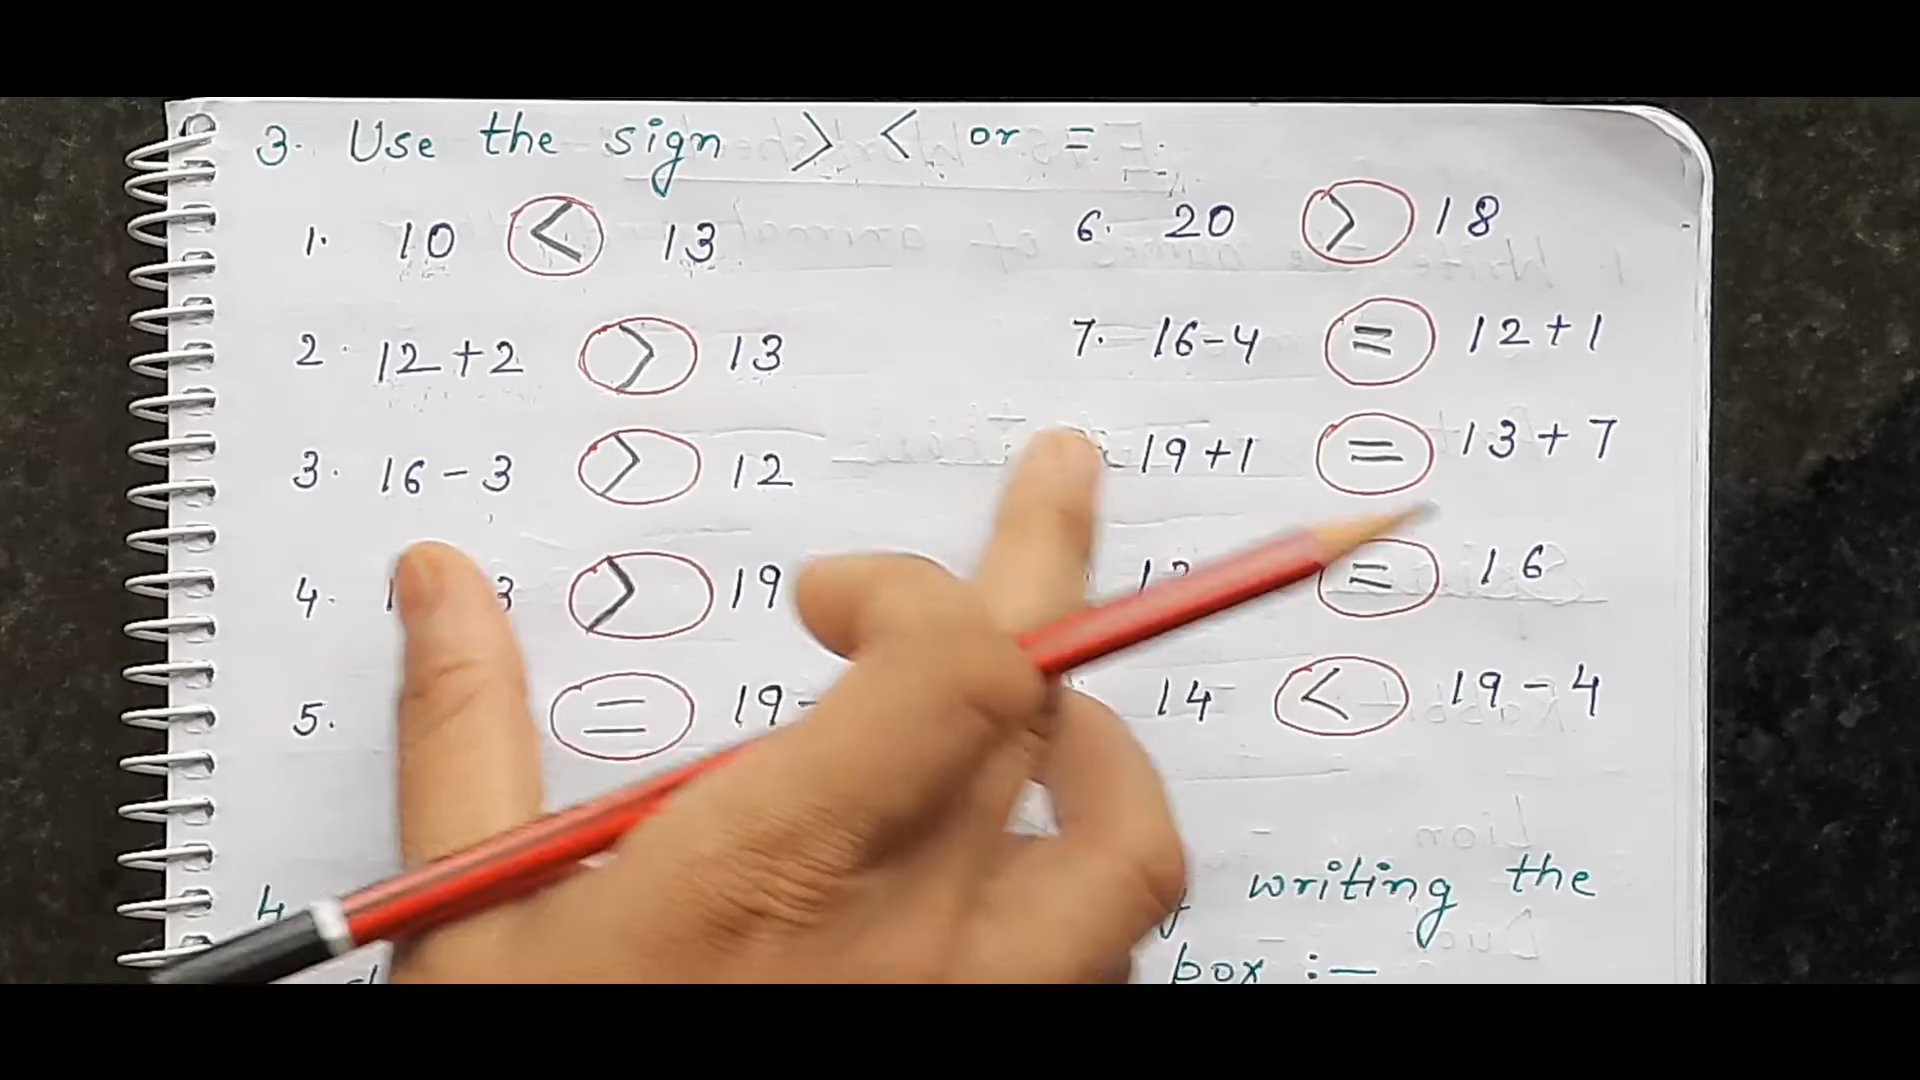 3. Use the sign > < or =
1. 10 < 13
2. 12+2 > 13
3. 16-3 > 12
4. > 19
5. = 19-
6. 20 > 18
7. 16-4 = 12+1
19+1 = 13+7
= 16
14 < 19-4
4. writing the
box :-